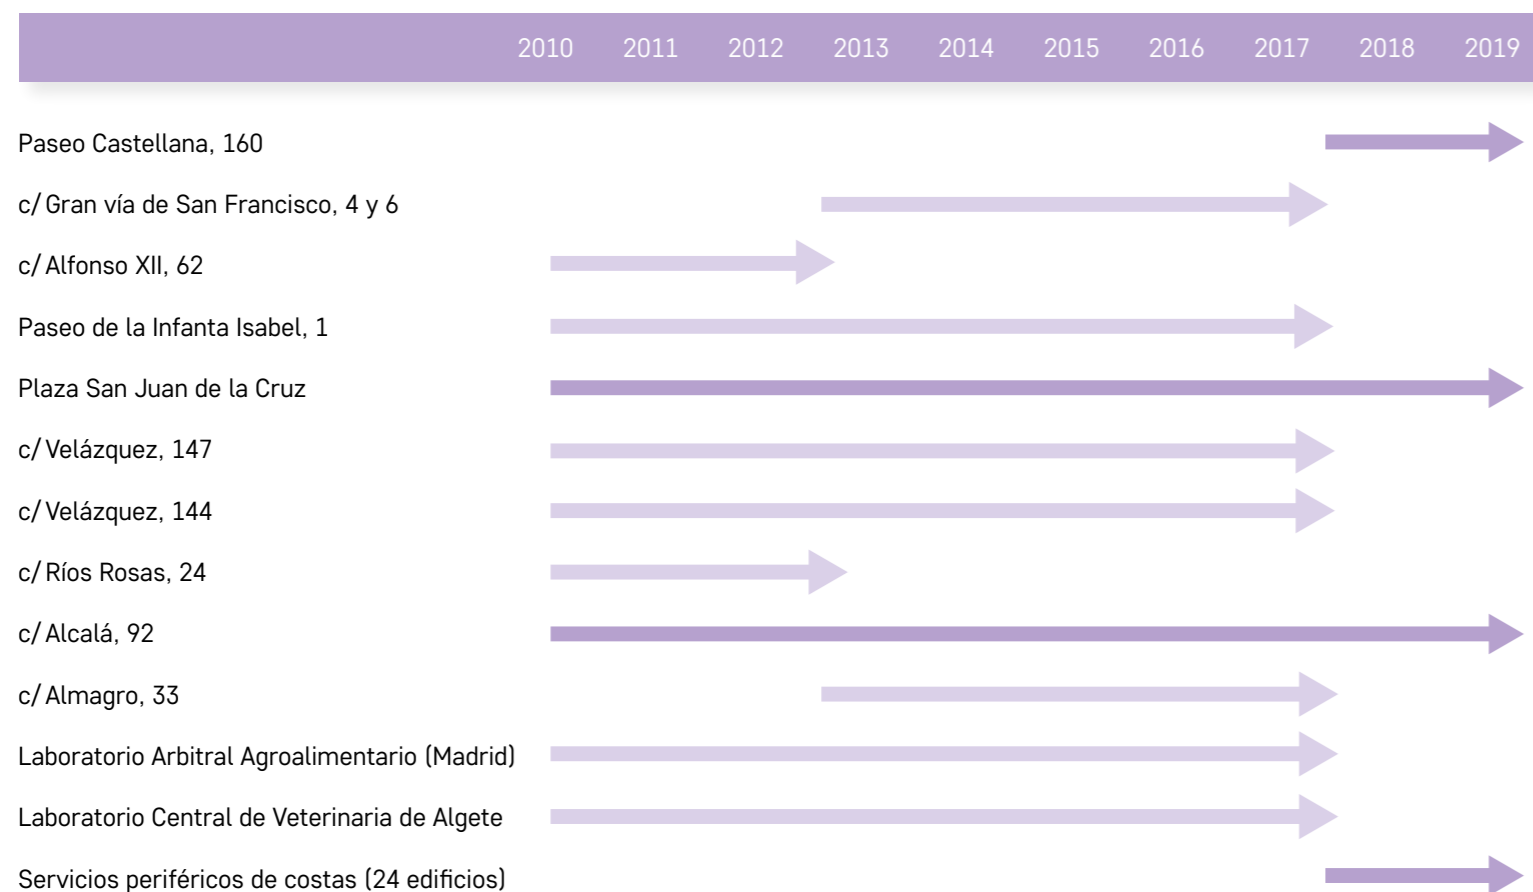 2010 2011 2012 2013 2014 2015 2016 2017 2018 2019
Paseo Castellana, 160
c/ Gran vía de San Francisco, 4 y 6
c/ Alfonso XII, 62
Paseo de la Infanta Isabel, 1
Plaza San Juan de la Cruz
c/ Velázquez, 147
c/ Velázquez, 144
c/ Ríos Rosas, 24
c/ Alcalá, 92
c/ Almagro, 33
Laboratorio Arbitral Agroalimentario (Madrid)
Laboratorio Central de Veterinaria de Algete
Servicios periféricos de costas (24 edificios)